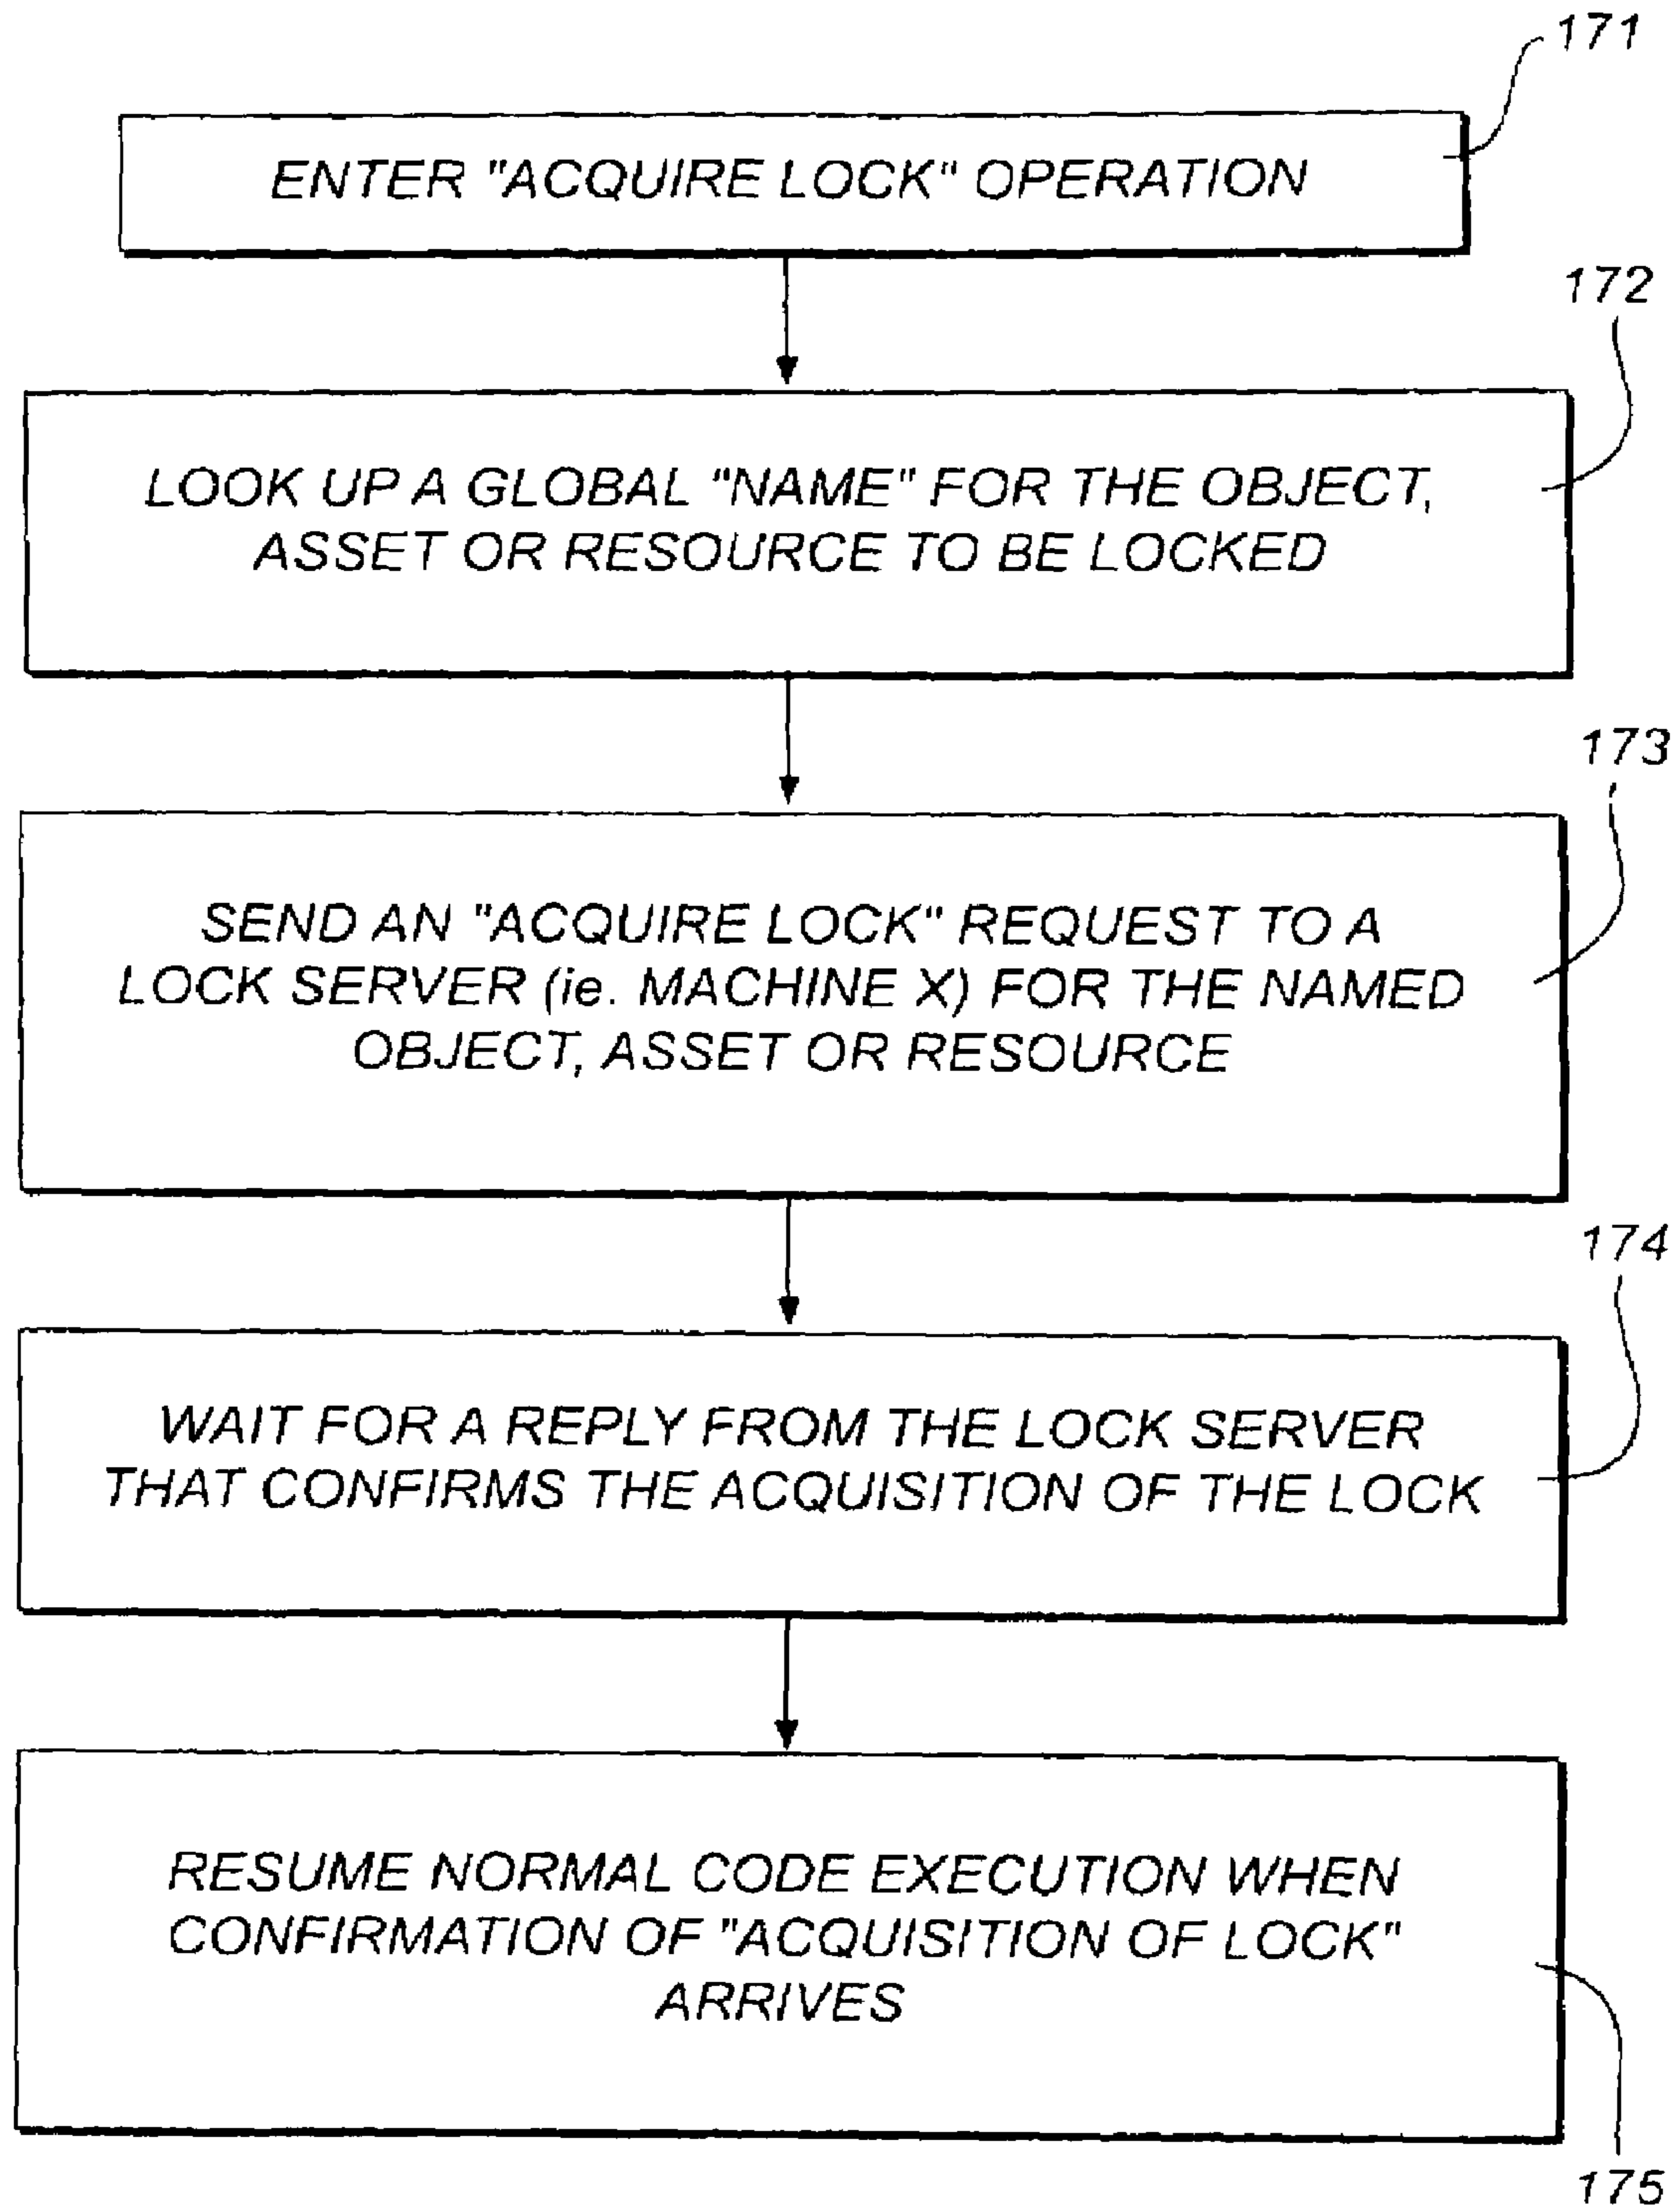 171
ENTER "ACQUIRE LOCK" OPERATION
172
LOOK UP A GLOBAL "NAME" FOR THE OBJECT,
ASSET OR RESOURCE TO BE LOCKED
173
SEND AN "ACQUIRE LOCK" REQUEST TO A
LOCK SERVER (ie. MACHINE X) FOR THE NAMED
OBJECT, ASSET OR RESOURCE
174
WAIT FOR A REPLY FROM THE LOCK SERVER
THAT CONFIRMS THE ACQUISITION OF THE LOCK
RESUME NORMAL CODE EXECUTION WHEN
CONFIRMATION OF "ACQUISITION OF LOCK"
ARRIVES
175